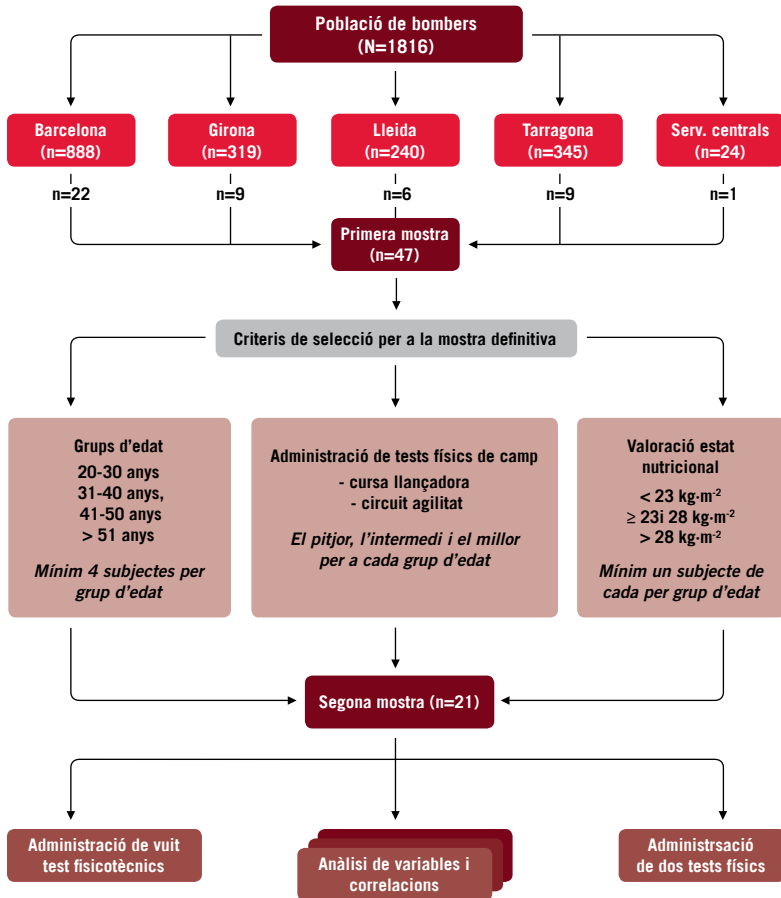 Població de bombers
(N=1816)
Barcelona
(n=888)
Girona
(n=319)
Lleida
(n=240)
Tarragona
(n=345)
Serv. centrals
(n=24)
n=22
n=9
n=6
n=9
n=1
Primera mostra
(n=47)
Criteris de selecció per a la mostra definitiva
Grups d’edat
20-30 anys
31-40 anys,
41-50 anys
> 51 anys
Mínim 4 subjectes per
grup d’edat
Administració de tests físics de camp
- cursa llançadora
- circuit agilitat
El pitjor, l’intermedi i el millor
per a cada grup d’edat
Valoració estat
nutricional
< 23 kg·m⁻²
≥ 23i 28 kg·m⁻²
> 28 kg·m⁻²
Mínim un subjecte de
cada per grup d’edat
Segona mostra (n=21)
Administració de vuit
test fisicotècnics
Anàlisi de variables i
correlacions
Administrsació
de dos tests físics